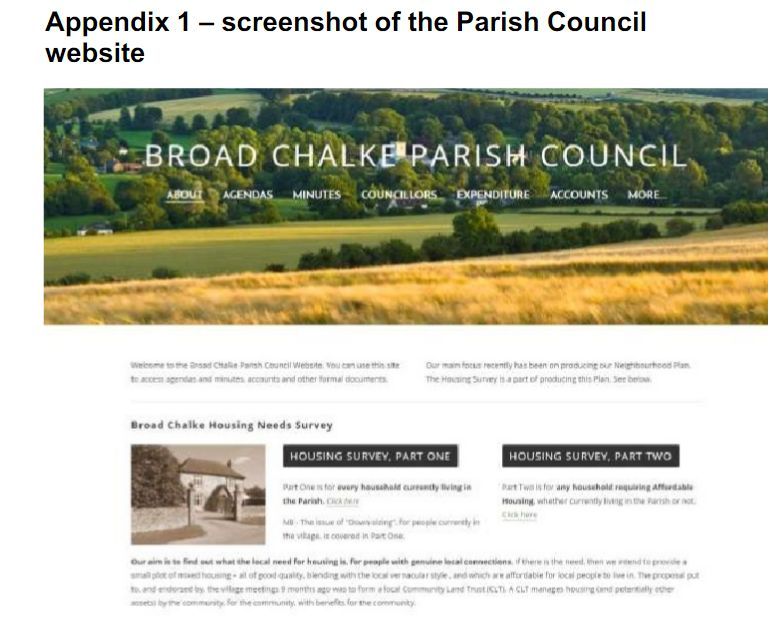 Appendix 1 – screenshot of the Parish Council
website
BROAD CHALKE PARISH COUNCIL
ABOUT AGENDAS MINUTES COUNCILLORS EXPENDITURE ACCOUNTS MORE...
Welcome to the Broad Chalke Parish Council Website. You can use this site
to access agendas and minutes, accounts and other formal documents.
Our main focus recently has been on producing our Neighbourhood Plan.
The Housing Survey is a part of producing this Plan. See below.
Broad Chalke Housing Needs Survey
HOUSING SURVEY, PART ONE
Part One is for every household currently living in
the Parish. Click here
NB - The issue of "Downsizing", for people currently in
the village, is covered in Part One.
HOUSING SURVEY, PART TWO
Part Two is for any household requiring Affordable
Housing, whether currently living in the Parish or not.
Click here
Our aim is to find out what the local need for housing is, for people with genuine local connections. If there is the need, then we intend to provide a
small plot of mixed housing - all of good quality, blending with the local vernacular style, and which are affordable for local people to live in. The proposal put
to, and endorsed by, the village meetings 9 months ago was to form a local Community Land Trust (CLT). A CLT manages housing (and potentially other
assets) by the community, for the community, with benefits for the community.